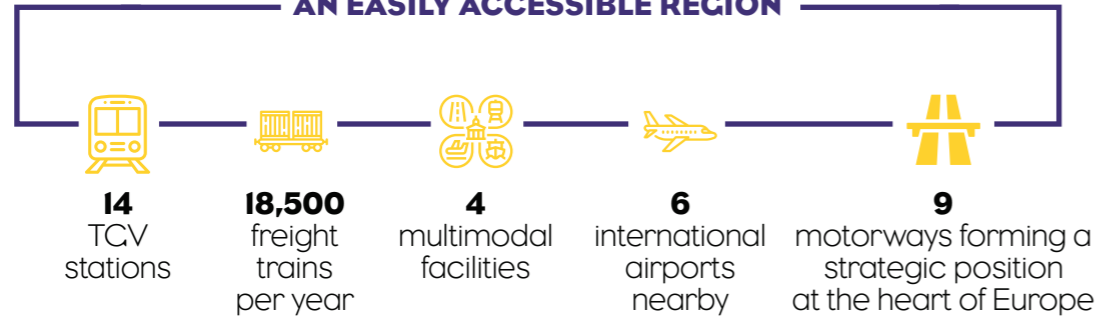 AN EASILY ACCESSIBLE REGION
14
TGV
stations
18,500
freight
trains
per year
4
multimodal
facilities
6
international
airports
nearby
9
motorways forming a
strategic position
at the heart of Europe